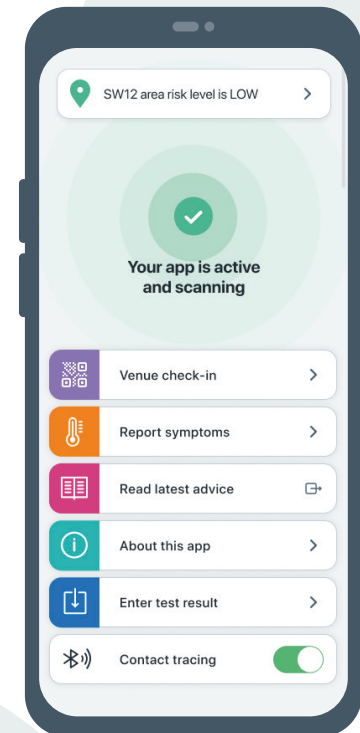 SW12 area risk level is LOW
Your app is active
and scanning
Venue check-in
Report symptoms
Read latest advice
About this app
Enter test result
Contact tracing